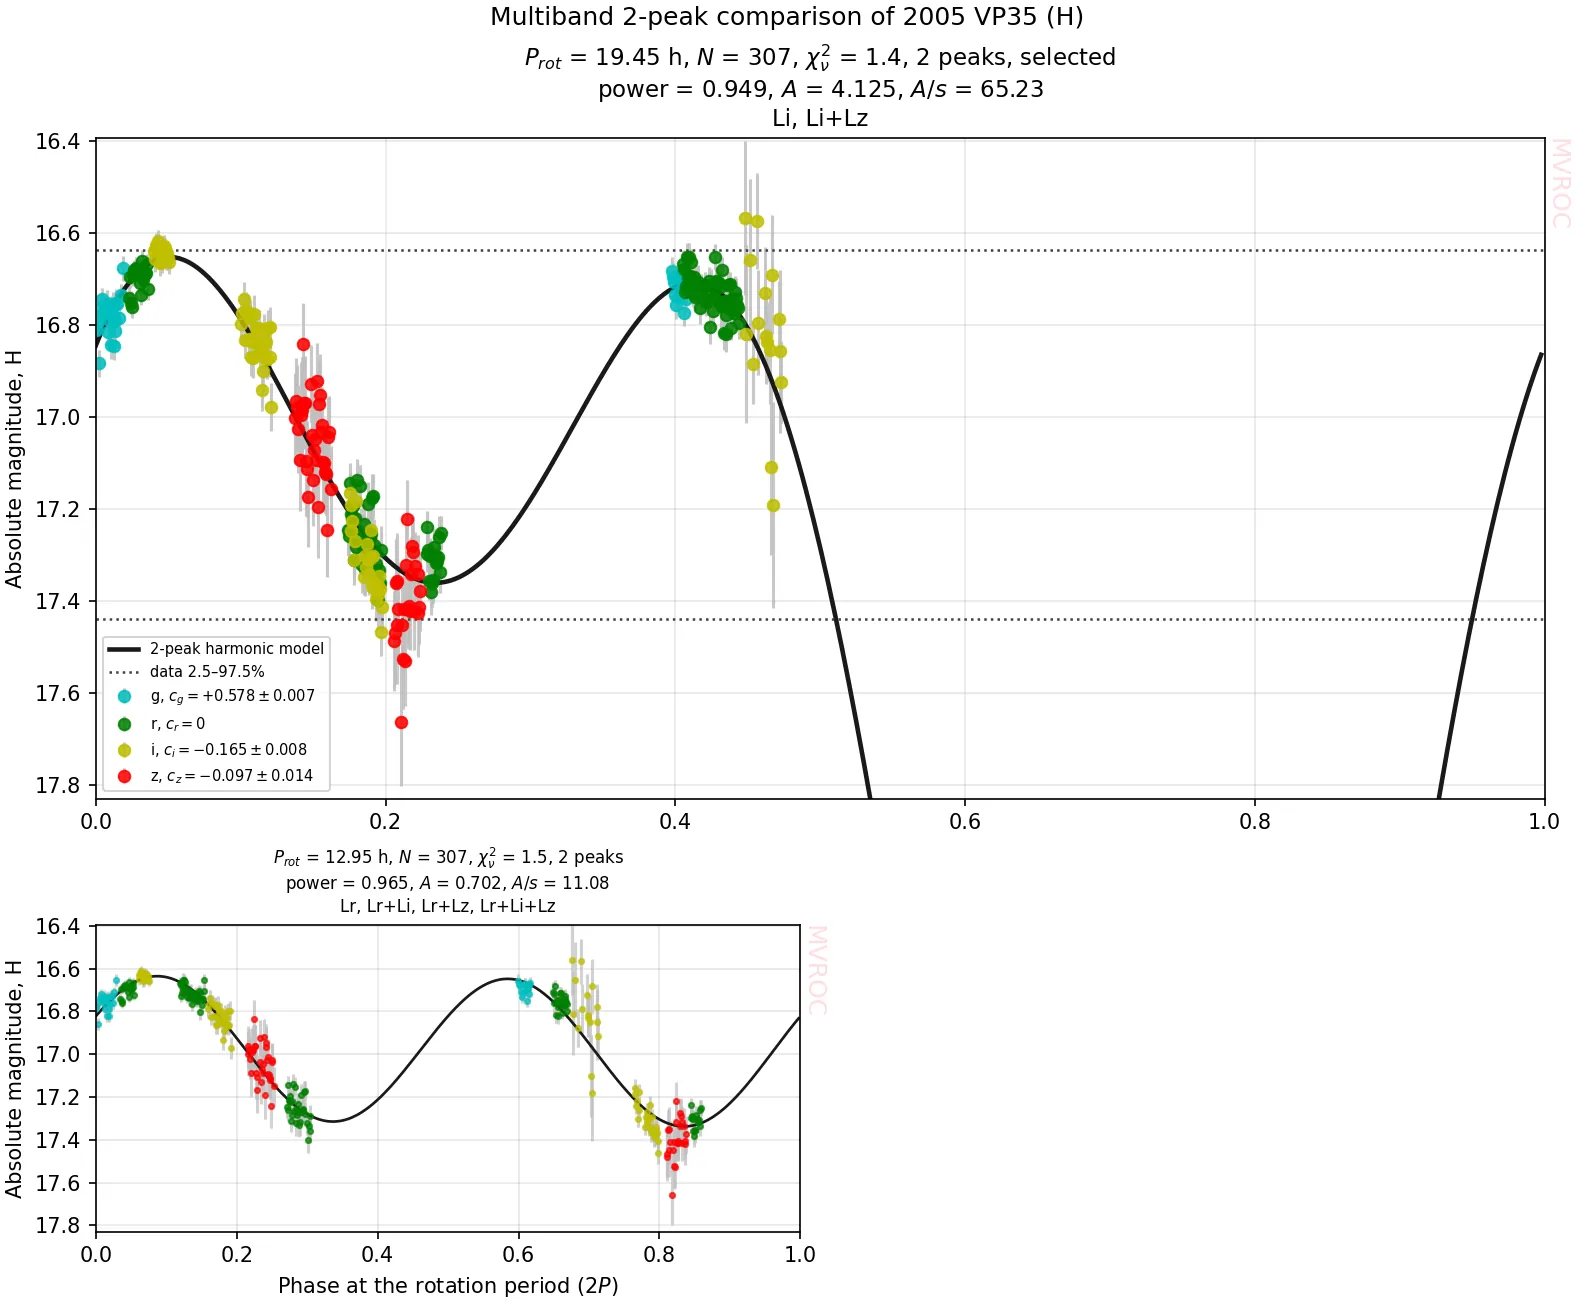 Multiband 2-peak comparison of 2005 VP35 (H)
P_rot = 19.45 h, N = 307, χ²_ν = 1.4, 2 peaks, selected
power = 0.949, A = 4.125, A/s = 65.23
Li, Li+Lz
MVROC
Absolute magnitude, H
16.4
16.6
16.8
17.0
17.2
17.4
17.6
17.8
2-peak harmonic model
data 2.5–97.5%
g, c_g = +0.578 ± 0.007
r, c_r = 0
i, c_i = −0.165 ± 0.008
z, c_z = −0.097 ± 0.014
0.0 0.2 0.4 0.6 0.8 1.0
P_rot = 12.95 h, N = 307, χ²_ν = 1.5, 2 peaks
power = 0.965, A = 0.702, A/s = 11.08
Lr, Lr+Li, Lr+Lz, Lr+Li+Lz
MVROC
Absolute magnitude, H
16.4
16.6
16.8
17.0
17.2
17.4
17.6
17.8
0.0 0.2 0.4 0.6 0.8 1.0
Phase at the rotation period (2P)